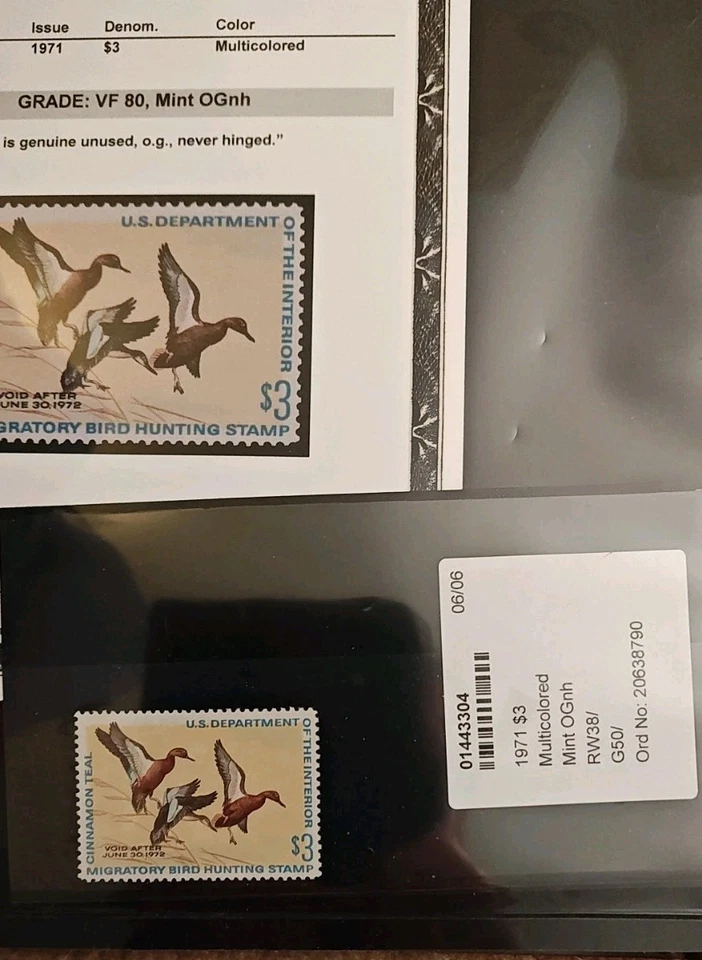 Issue Denom. Color
1971 $3 Multicolored
GRADE: VF 80, Mint OGnh
is genuine unused, o.g., never hinged.”
U.S. DEPARTMENT
OF THE INTERIOR
$3
VOID AFTER
JUNE 30, 1972
GRATORY BIRD HUNTING STAMP
06/06
01443304
1971 $3
Multicolored
Mint OGnh
RW38/
G50/
Ord No: 20638790
U.S. DEPARTMENT
OF THE INTERIOR
CINNAMON TEAL
$3
VOID AFTER
JUNE 30, 1972
MIGRATORY BIRD HUNTING STAMP